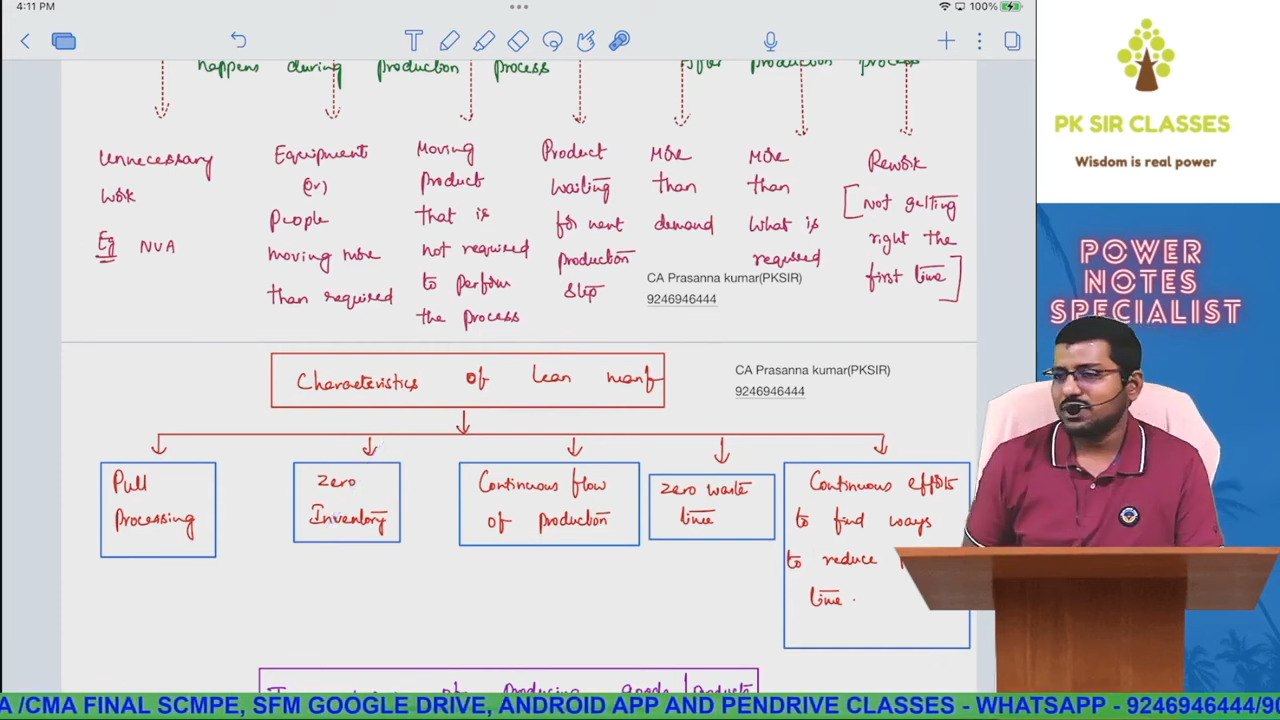 4:11 PM
100%
happens during production process
after production process
Unnecessary
work
Eg NVA
Equipment
(or)
People
moving more
than required
Moving
Product
that is
not required
to perform
the process
Product
waiting
for next
production
step
More
than
demand
More
than
what is
required
Rework
[Not getting
right the
first time]
CA Prasanna kumar(PKSIR)
9246946444
Characteristics of lean manf
CA Prasanna kumar(PKSIR)
9246946444
Pull
Processing
Zero
Inventory
Continuous flow
of production
Zero waste
time
Continuous efforts
to find ways
to reduce
time.
of Producing goods | products
PK SIR CLASSES
Wisdom is real power
POWER
NOTES
SPECIALIST
A /CMA FINAL SCMPE, SFM GOOGLE DRIVE, ANDROID APP AND PENDRIVE CLASSES - WHATSAPP - 9246946444/9